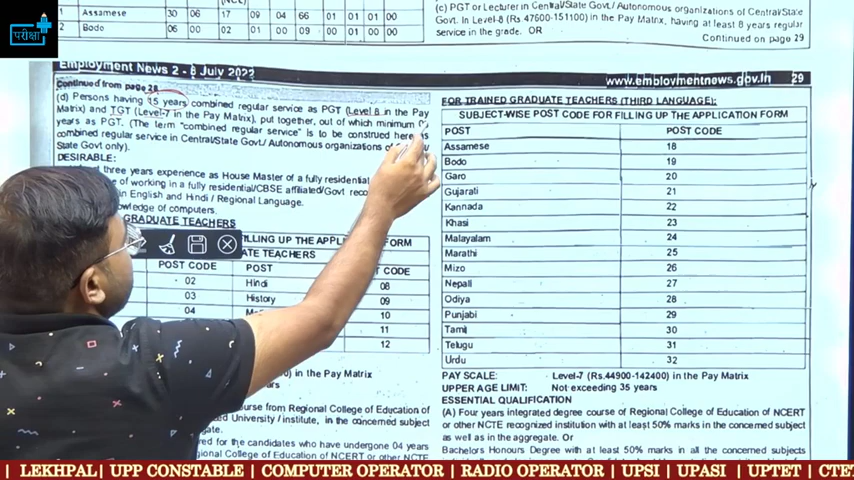 परीक्षा
1 Assamese 30 06 17 09 04 66 01 01 01 00
2 Bodo 06 00 02 01 00 09 00 01 00 00
(c) PGT or Lecturer in Central/State Govt./ Autonomous organizations of Central/State
Govt. In Level-8 (Rs. 47600-151100) in the Pay Matrix, having at least 8 years regular
service in the grade. OR
Continued on page 29
Employment News 2 - 8 July 2022
www.employmentnews.gov.in 29
Continued from page 28
(d) Persons having 15 years combined regular service as PGT (Level 8 in the Pay
Matrix) and TGT (Level-7 in the Pay Matrix), put together, out of which minimum
years as PGT. (The term "combined regular service" is to be construed here as
combined regular service in Central/State Govt./ Autonomous organizations of
State Govt only).
DESIRABLE:
three years experience as House Master of a fully residential
of working in a fully residential/CBSE affiliated/Govt
in English and Hindi / Regional Language.
knowledge of computers.
GRADUATE TEACHERS
FILLING UP THE FORM
TEACHERS
POST CODE POST CODE
02 Hindi 08
03 History 09
04 10
11
12
in the Pay Matrix
course from Regional College of Education of
University / institute, in the concerned subject
for the candidates who have undergone 04 years
Regional College of Education of NCERT or other NCTE
FOR TRAINED GRADUATE TEACHERS (THIRD LANGUAGE):
SUBJECT-WISE POST CODE FOR FILLING UP THE APPLICATION FORM
POST POST CODE
Assamese 18
Bodo 19
Garo 20
Gujarati 21
Kannada 22
Khasi 23
Malayalam 24
Marathi 25
Mizo 26
Nepali 27
Odiya 28
Punjabi 29
Tamil 30
Telugu 31
Urdu 32
PAY SCALE: Level-7 (Rs.44900-142400) in the Pay Matrix
UPPER AGE LIMIT: Not exceeding 35 years
ESSENTIAL QUALIFICATION
(A) Four years integrated degree course of Regional College of Education of NCERT
or other NCTE recognized institution with at least 50% marks in the concerned subject
as well as in the aggregate. Or
Bachelors Honours Degree with at least 50% marks in all the concerned subjects
| LEKHPAL| UPP CONSTABLE | COMPUTER OPERATOR | RADIO OPERATOR | UPSI | UPASI | UPTET | CTET